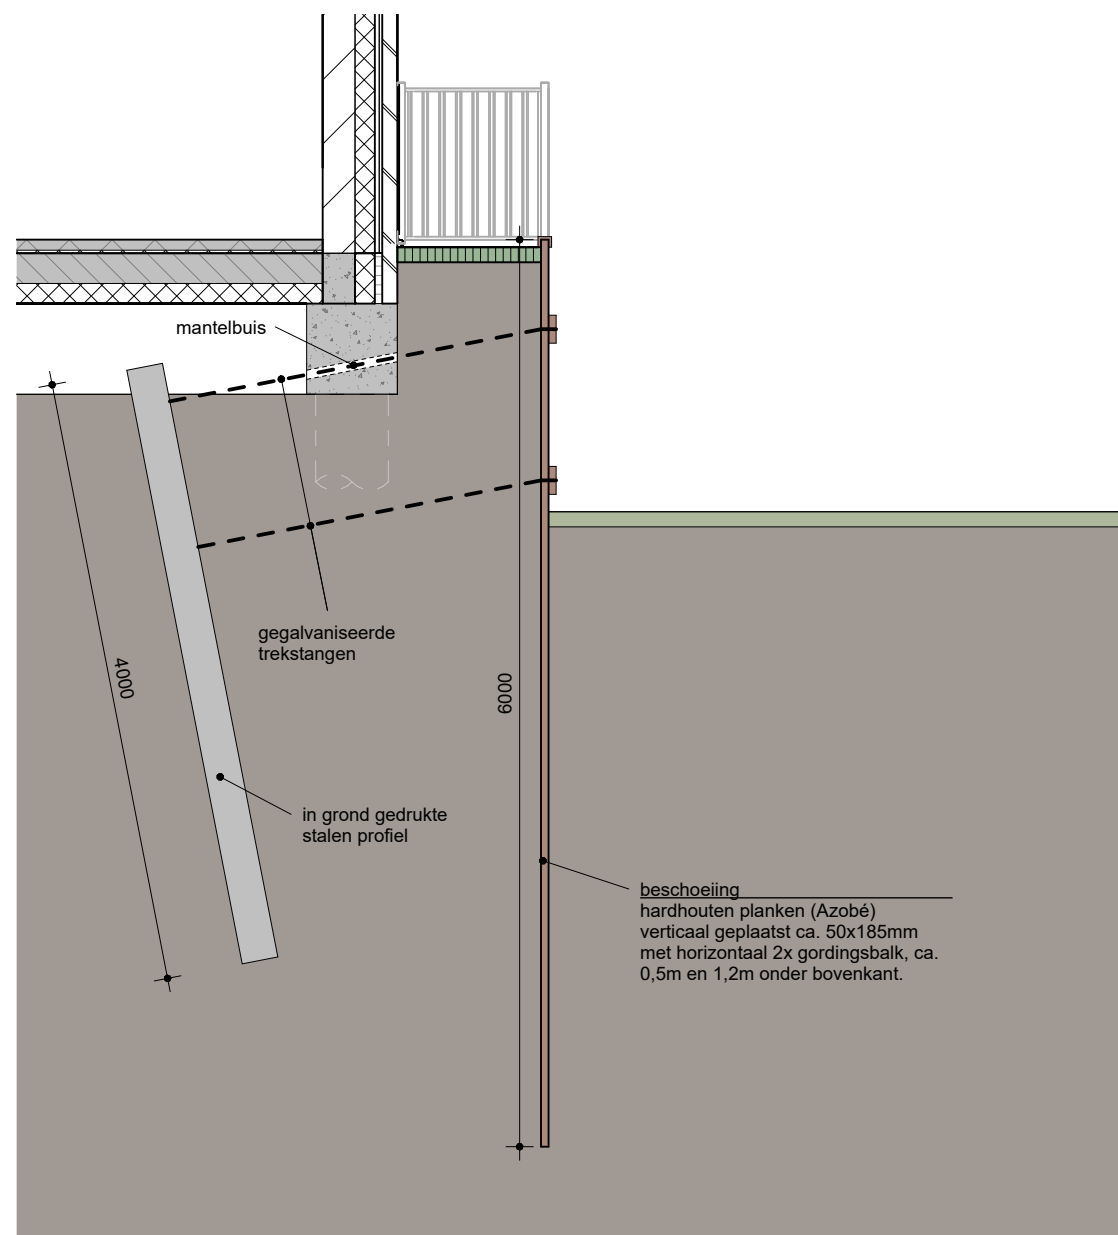 mantelbuis
gegalvaniseerde
trekstangen
4000
6000
in grond gedrukte
stalen profiel
beschoeiing
hardhouten planken (Azobé)
verticaal geplaatst ca. 50x185mm
met horizontaal 2x gordingsbalk, ca.
0,5m en 1,2m onder bovenkant.